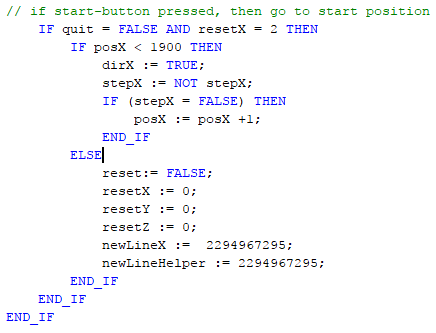 // if start-button pressed, then go to start position
IF quit = FALSE AND resetX = 2 THEN
IF posX < 1900 THEN
dirX := TRUE;
stepX := NOT stepX;
IF (stepX = FALSE) THEN
posX := posX +1;
END_IF
ELSE
reset:= FALSE;
resetX := 0;
resetY := 0;
resetZ := 0;
newLineX :=  2294967295;
newLineHelper := 2294967295;
END_IF
END_IF
END_IF